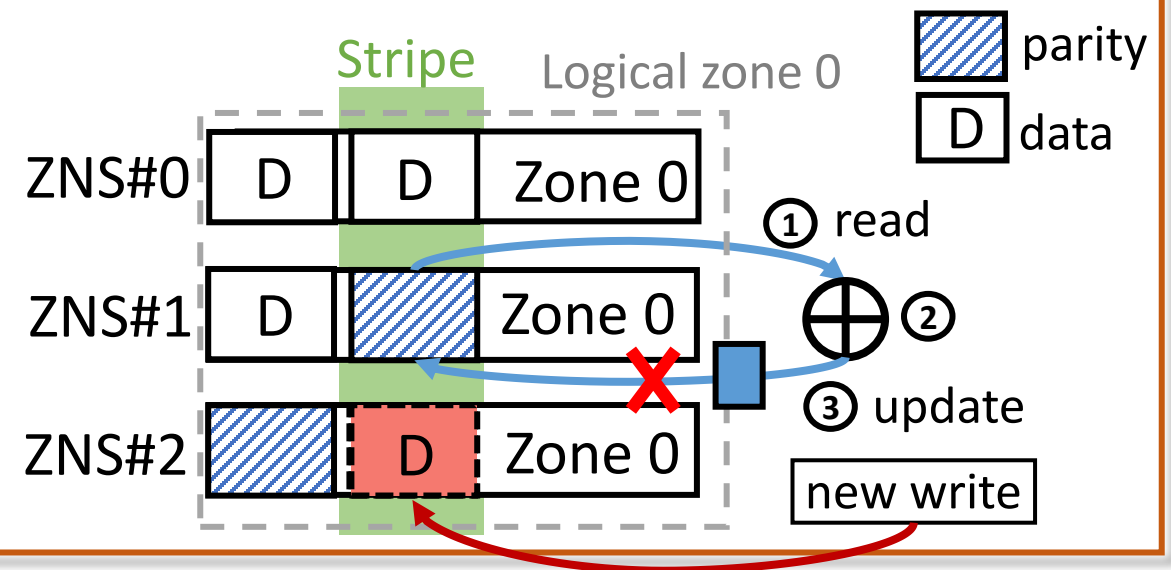 Stripe
Logical zone 0
parity
D data
ZNS#0 D D Zone 0
1 read
ZNS#1 D Zone 0
2
3 update
ZNS#2 D Zone 0
new write